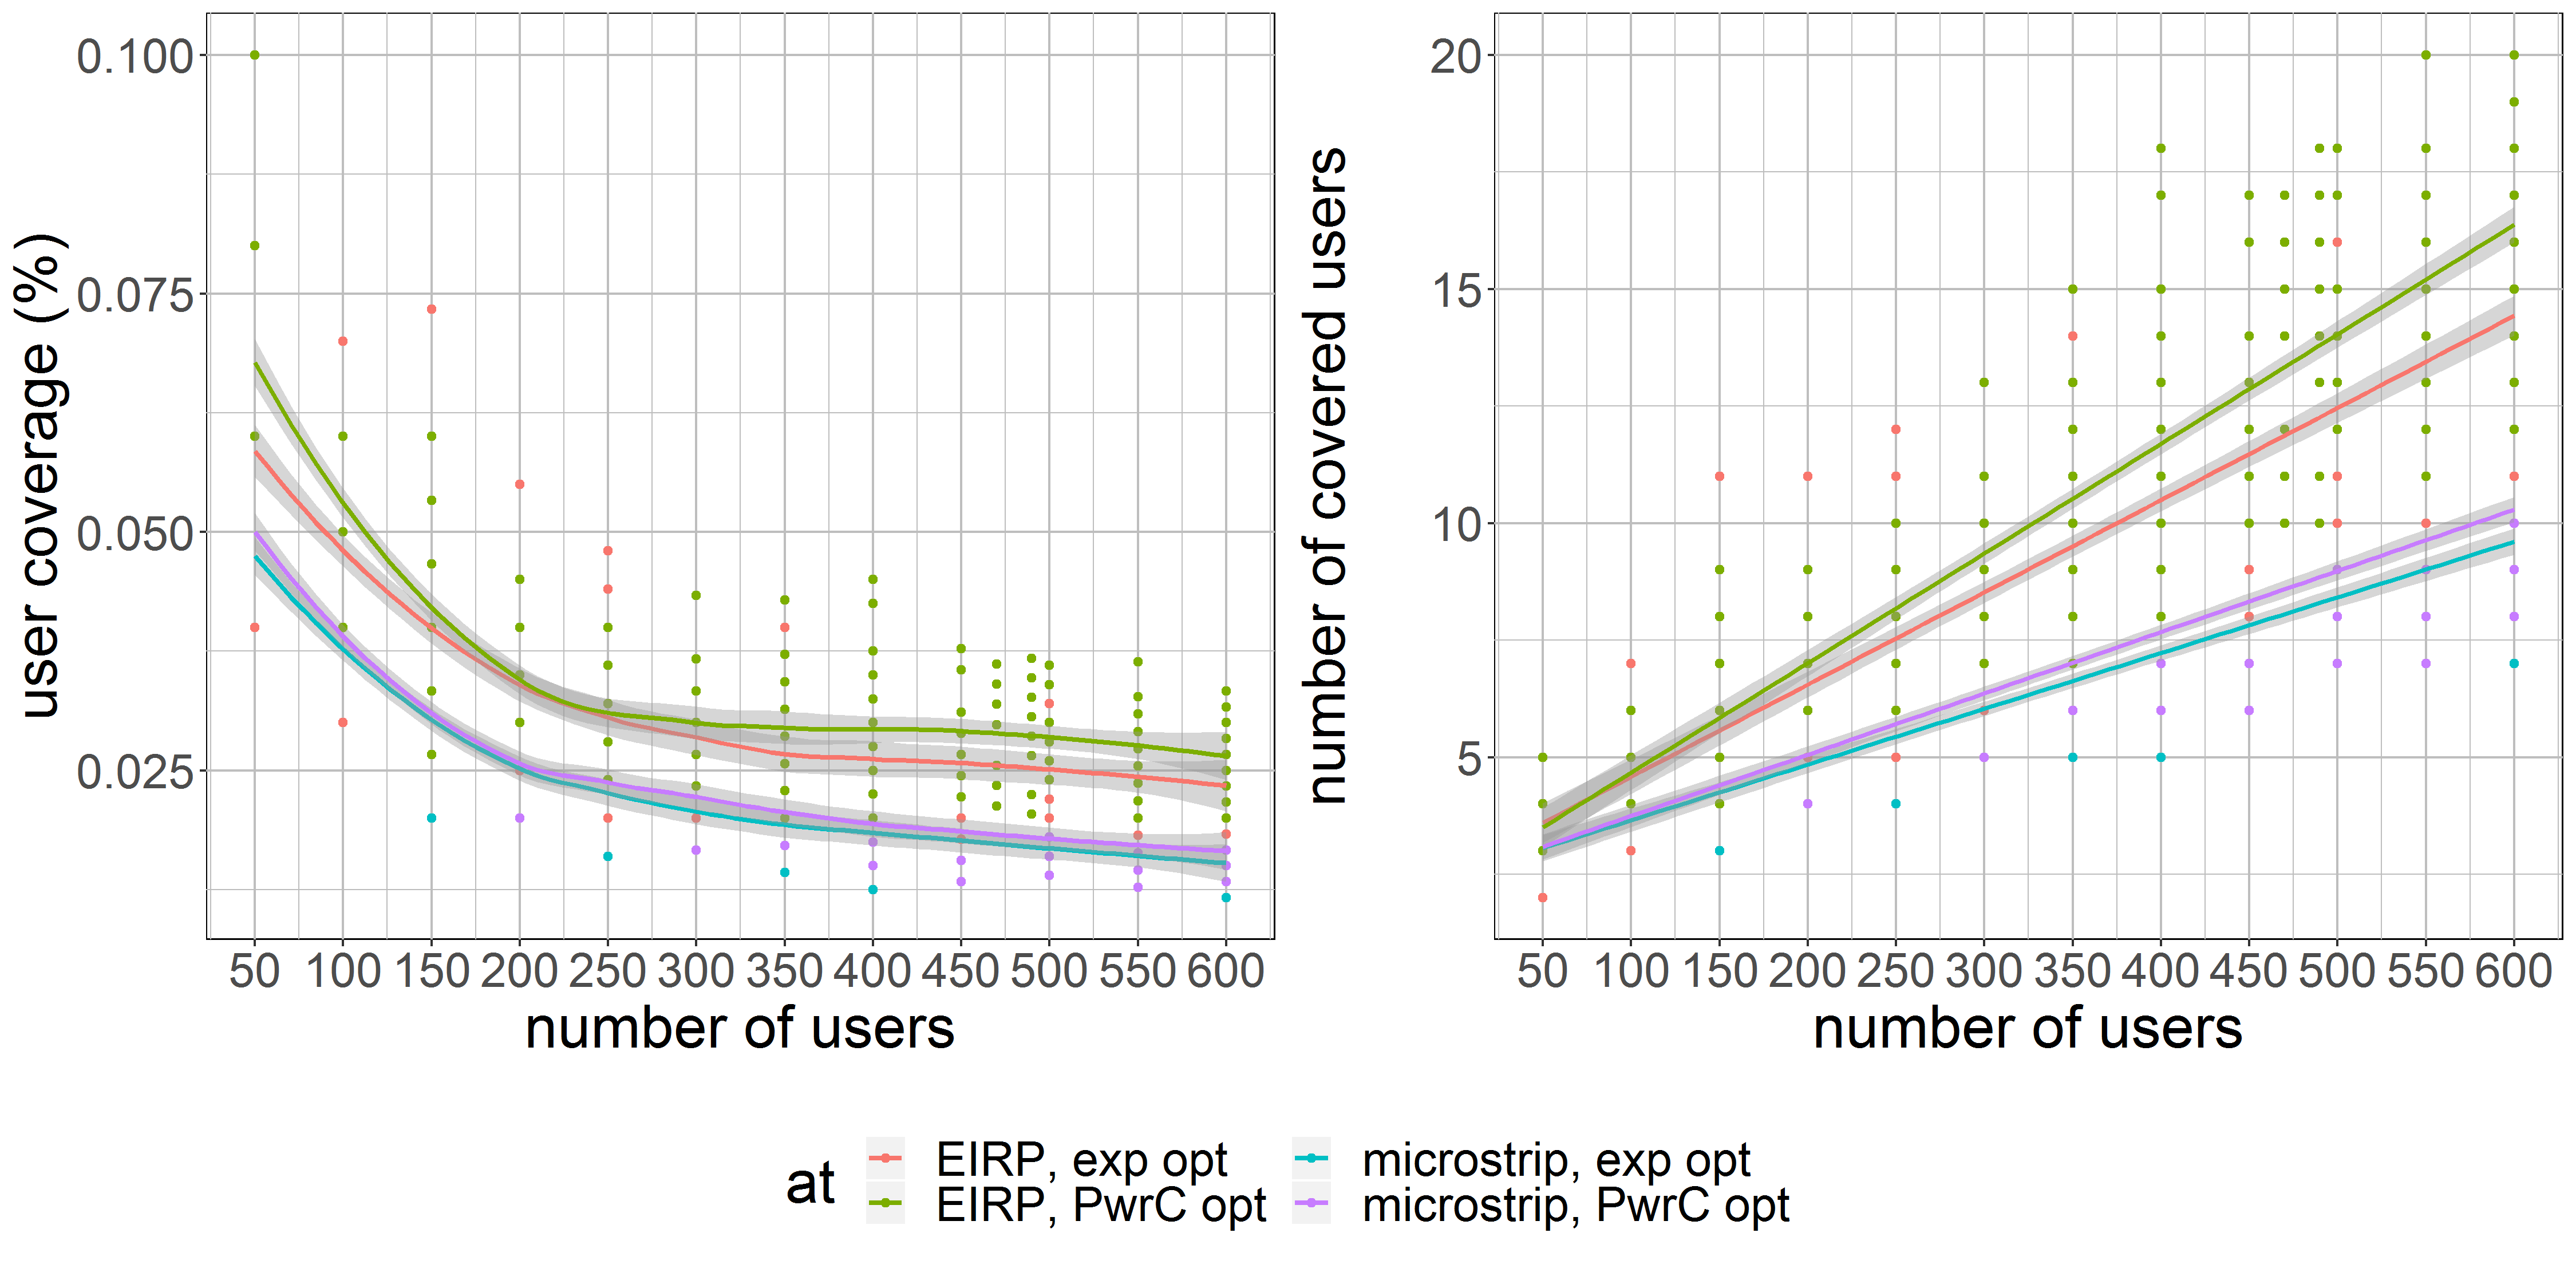 user coverage (%)
0.100
0.075
0.050
0.025
50 100 150 200 250 300 350 400 450 500 550 600
number of users
number of covered users
20
15
10
5
50 100 150 200 250 300 350 400 450 500 550 600
number of users
at
EIRP, exp opt
EIRP, PwrC opt
microstrip, exp opt
microstrip, PwrC opt